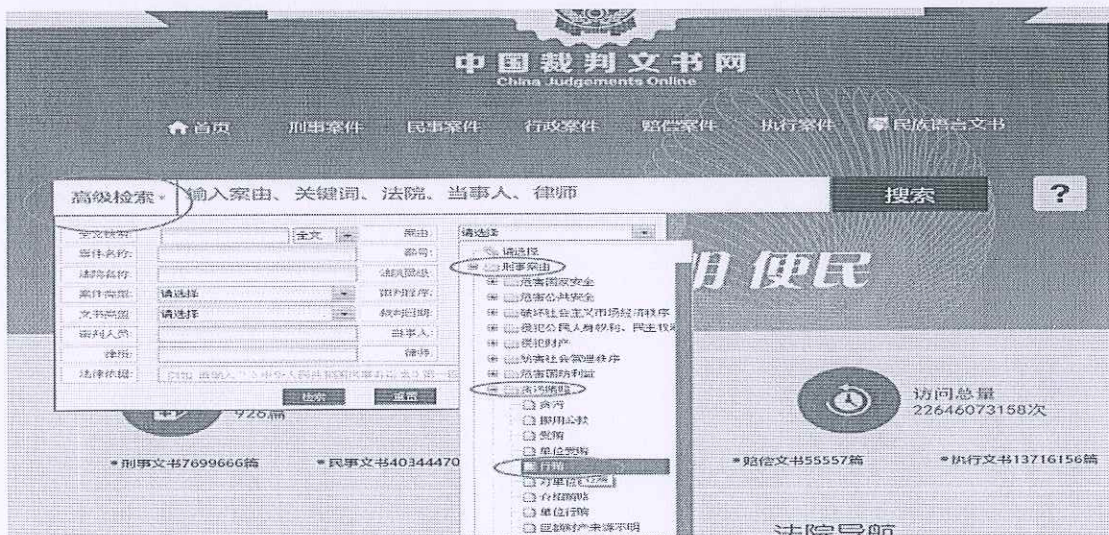 中国裁判文书网
China Judgements Online
首页 刑事案件 民事案件 行政案件 赔偿案件 执行案件 民族语言文书
高级检索 输入案由、关键词、法院、当事人、律师 搜索 ?
全文检索: 全文 案由: 请选择
案件名称: 案号: 请选择
法院名称: 法院层级: 刑事案由
案件类型: 请选择 审判程序: 危害国家安全
危害公共安全
文书类型: 请选择 裁判日期: 破坏社会主义市场经济秩序
审判人员: 当事人: 侵犯公民人身权利、民主权利
律所: 律师: 侵犯财产
妨害社会管理秩序
法律依据: 危害国防利益
检索 重置 贪污贿赂
便民
926篇 贪污
挪用公款
受贿
单位受贿
行贿
对单位行贿
介绍贿赂
单位行贿
巨额财产来源不明
访问总量
22646073158次
刑事文书7699666篇 民事文书40344470 赔偿文书55557篇 执行文书13716156篇
法院导航